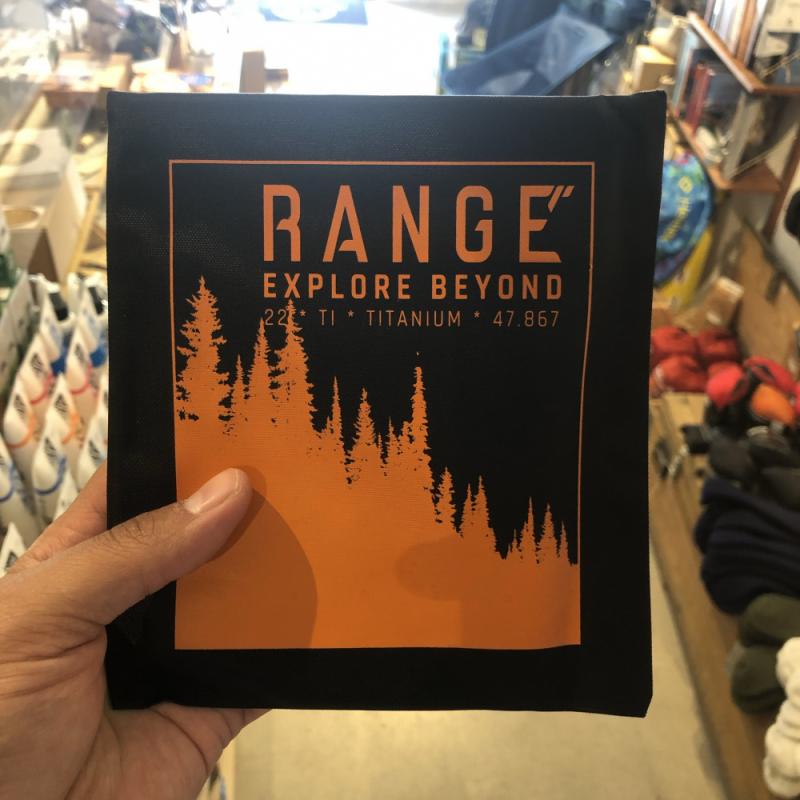 RANGE
EXPLORE BEYOND
22 * TI * TITANIUM * 47.867